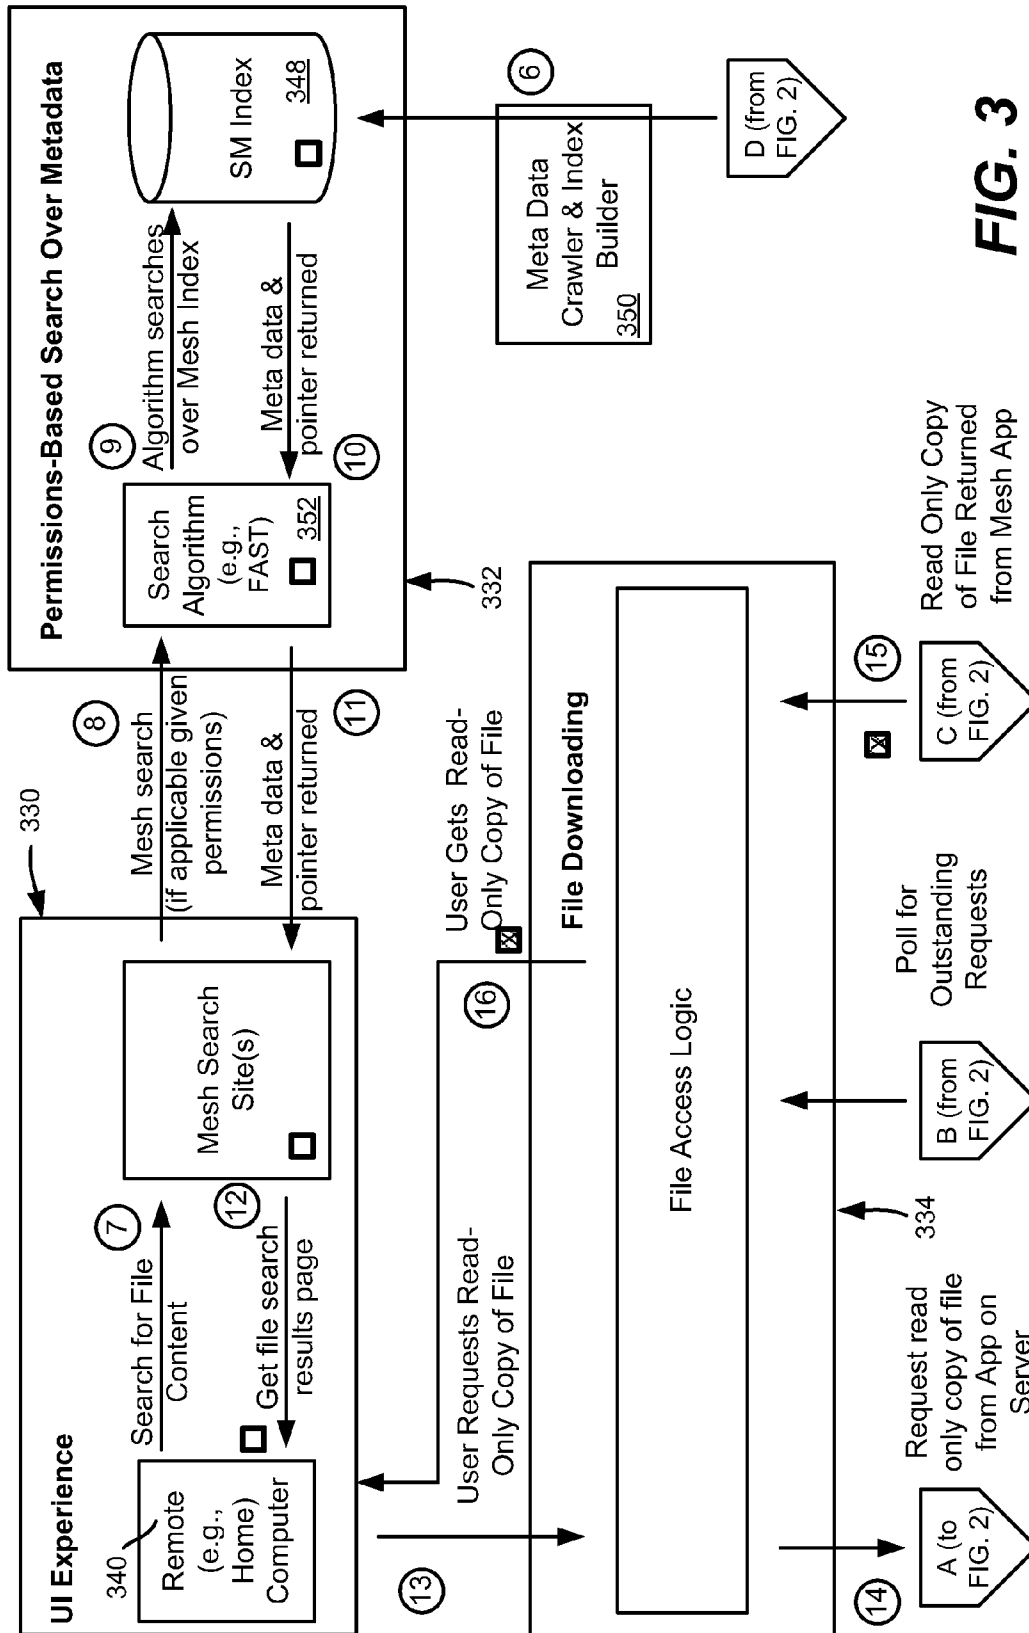 UI Experience
340
Remote
(e.g.,
Home)
Computer
7
Search for File
Content
12
Get file search
results page
Mesh Search
Site(s)
330
8
Mesh search
(if applicable given
permissions)
11
Meta data &
pointer returned
Permissions-Based Search Over Metadata
Search
Algorithm
(e.g.,
FAST)
352
9
Algorithm searches
over Mesh Index
10
Meta data &
pointer returned
SM Index
348
332
6
Meta Data
Crawler & Index
Builder
350
D (from
FIG. 2)
13
User Requests Read-
Only Copy of File
16
User Gets Read-
Only Copy of File
File Downloading
File Access Logic
334
14
A (to
FIG. 2)
Request read
only copy of file
from App on
Server
B (from
FIG. 2)
Poll for
Outstanding
Requests
15
C (from
FIG. 2)
Read Only Copy
of File Returned
from Mesh App
FIG. 3